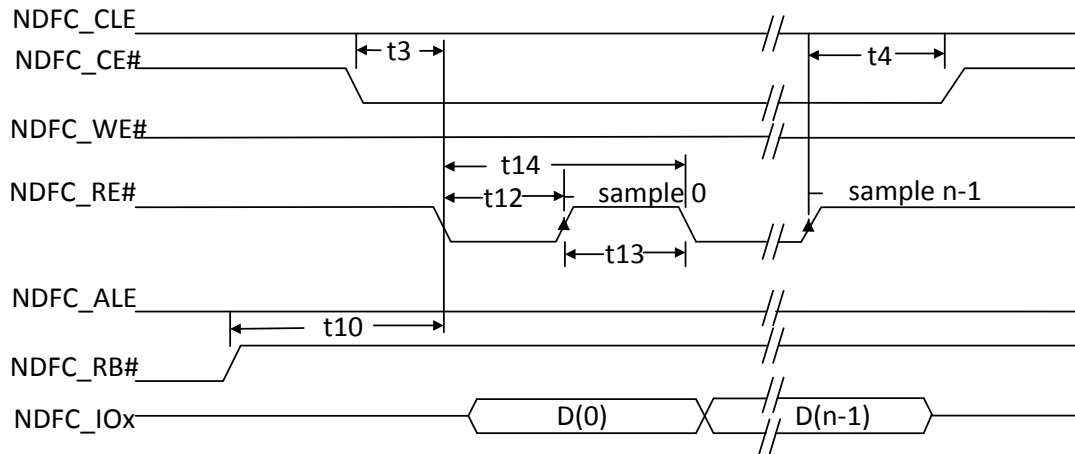 NDFC_CLE
t3
t4
NDFC_CE#
NDFC_WE#
t14
NDFC_RE#
t12
sample 0
sample n-1
t13
NDFC_ALE
t10
NDFC_RB#
NDFC_IOx
D(0)
D(n-1)